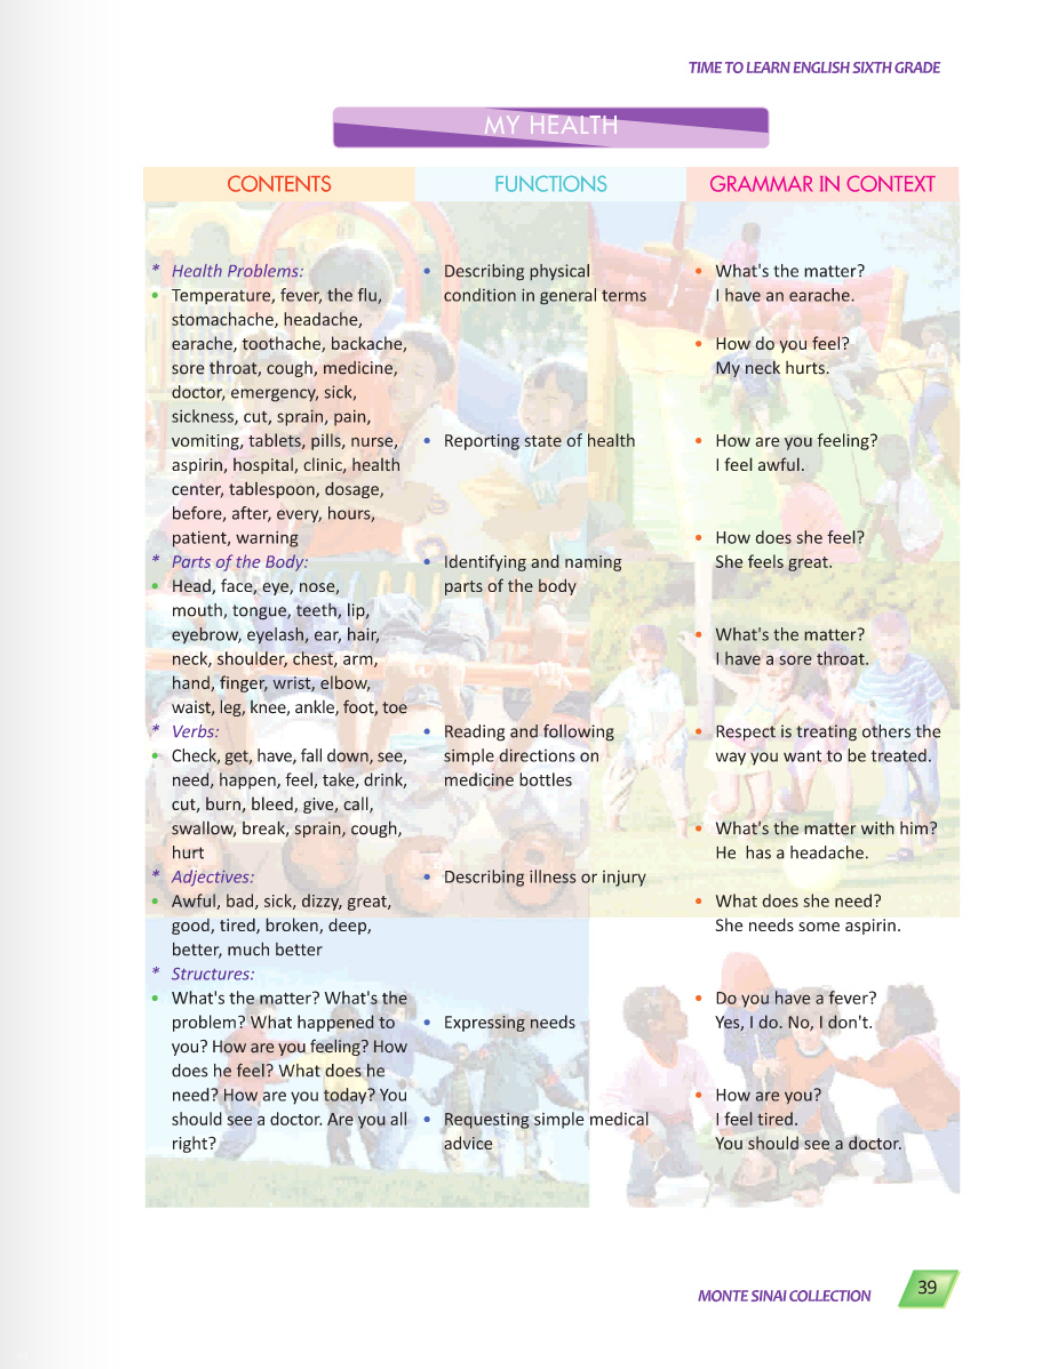 TIME TO LEARN ENGLISH SIXTH GRADE
MY HEALTH
CONTENTS
* Health Problems:
• Temperature, fever, the flu,
stomachache, headache,
earache, toothache, backache,
sore throat, cough, medicine,
doctor, emergency, sick,
sickness, cut, sprain, pain,
vomiting, tablets, pills, nurse,
aspirin, hospital, clinic, health
center, tablespoon, dosage,
before, after, every, hours,
patient, warning
* Parts of the Body:
• Head, face, eye, nose,
mouth, tongue, teeth, lip,
eyebrow, eyelash, ear, hair,
neck, shoulder, chest, arm,
hand, finger, wrist, elbow,
waist, leg, knee, ankle, foot, toe
* Verbs:
• Check, get, have, fall down, see,
need, happen, feel, take, drink,
cut, burn, bleed, give, call,
swallow, break, sprain, cough,
hurt
* Adjectives:
• Awful, bad, sick, dizzy, great,
good, tired, broken, deep,
better, much better
* Structures:
• What's the matter? What's the
problem? What happened to
you? How are you feeling? How
does he feel? What does he
need? How are you today? You
should see a doctor. Are you all
right?
FUNCTIONS
• Describing physical
condition in general terms
• Reporting state of health
• Identifying and naming
parts of the body
• Reading and following
simple directions on
medicine bottles
• Describing illness or injury
• Expressing needs
• Requesting simple medical
advice
GRAMMAR IN CONTEXT
• What's the matter?
I have an earache.
• How do you feel?
My neck hurts.
• How are you feeling?
I feel awful.
• How does she feel?
She feels great.
• What's the matter?
I have a sore throat.
• Respect is treating others the
way you want to be treated.
• What's the matter with him?
He has a headache.
• What does she need?
She needs some aspirin.
• Do you have a fever?
Yes, I do. No, I don't.
• How are you?
I feel tired.
You should see a doctor.
MONTE SINAI COLLECTION
39